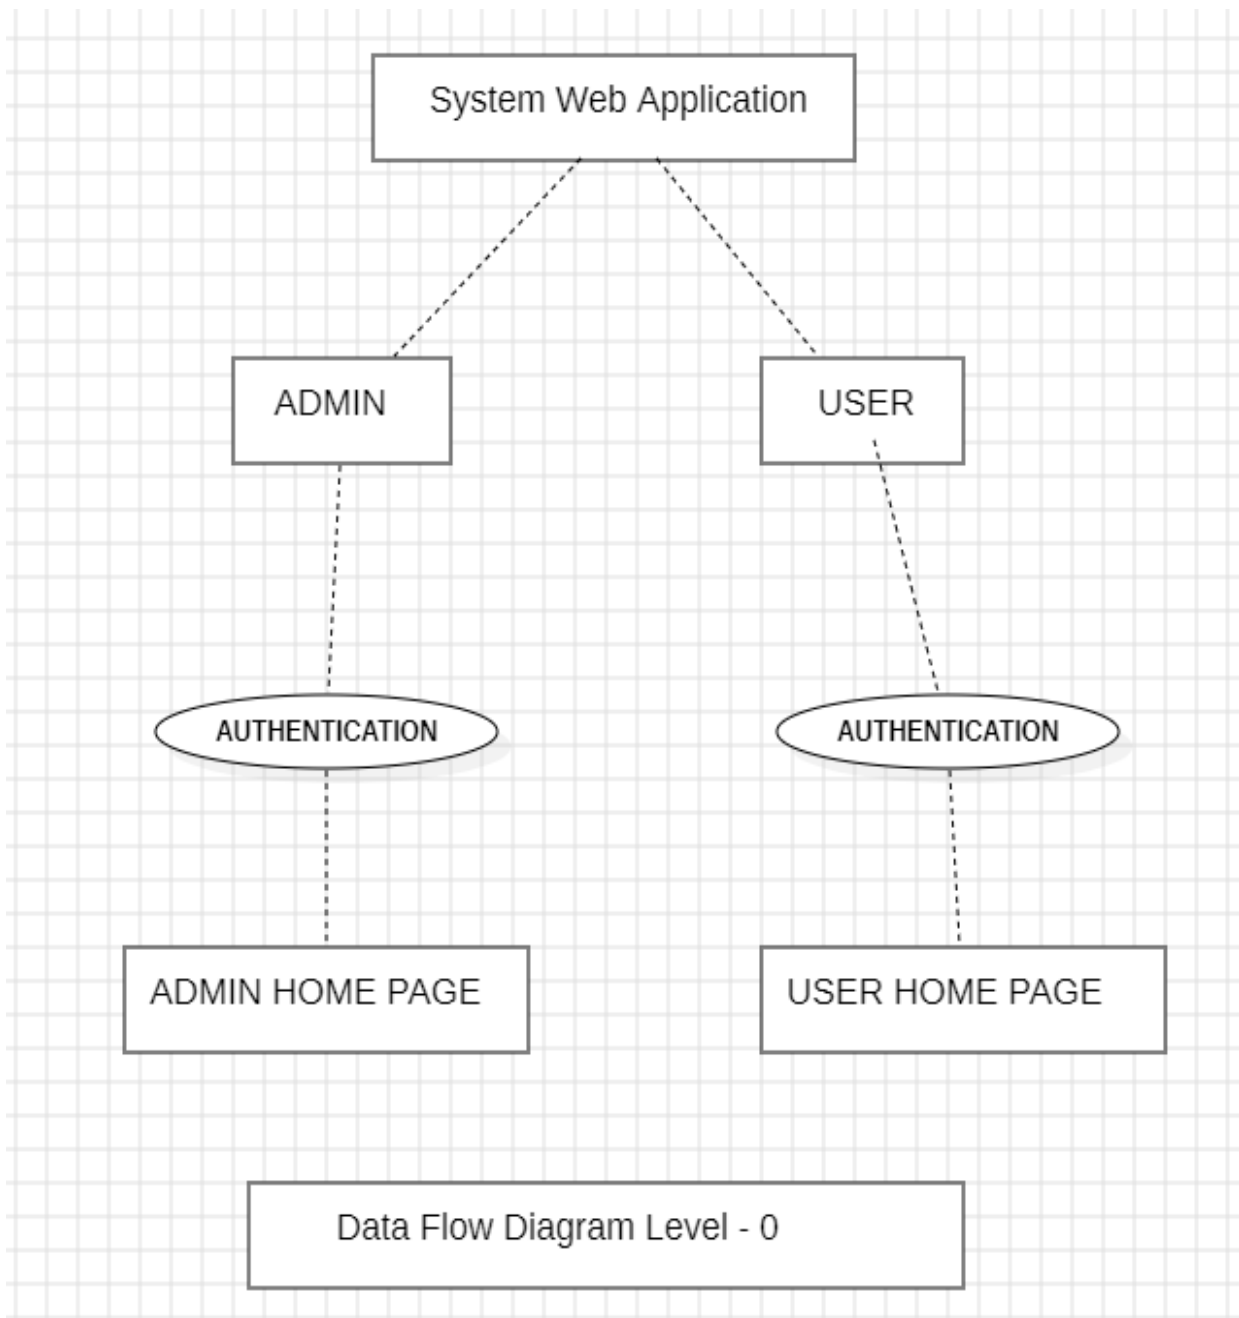 System Web Application
ADMIN
USER
AUTHENTICATION
AUTHENTICATION
ADMIN HOME PAGE
USER HOME PAGE
Data Flow Diagram Level - 0